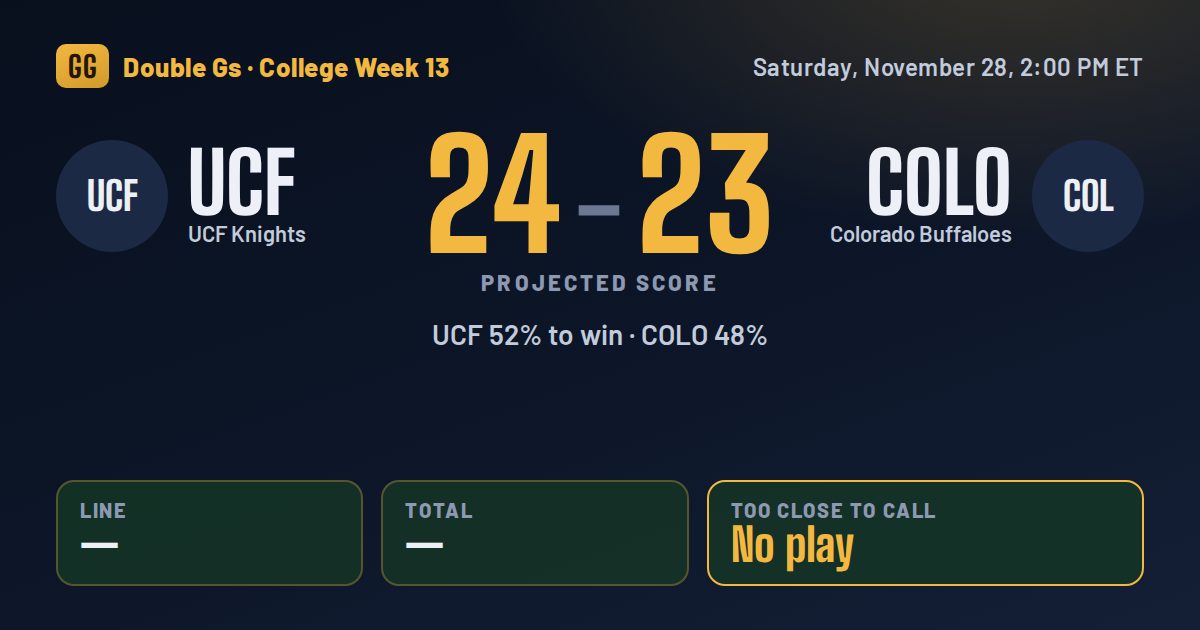 GG
Double Gs · College Week 13
Saturday, November 28, 2:00 PM ET
UCF
UCF
UCF Knights
24 – 23
PROJECTED SCORE
UCF 52% to win · COLO 48%
COLO
Colorado Buffaloes
COL
LINE
—
TOTAL
—
TOO CLOSE TO CALL
No play